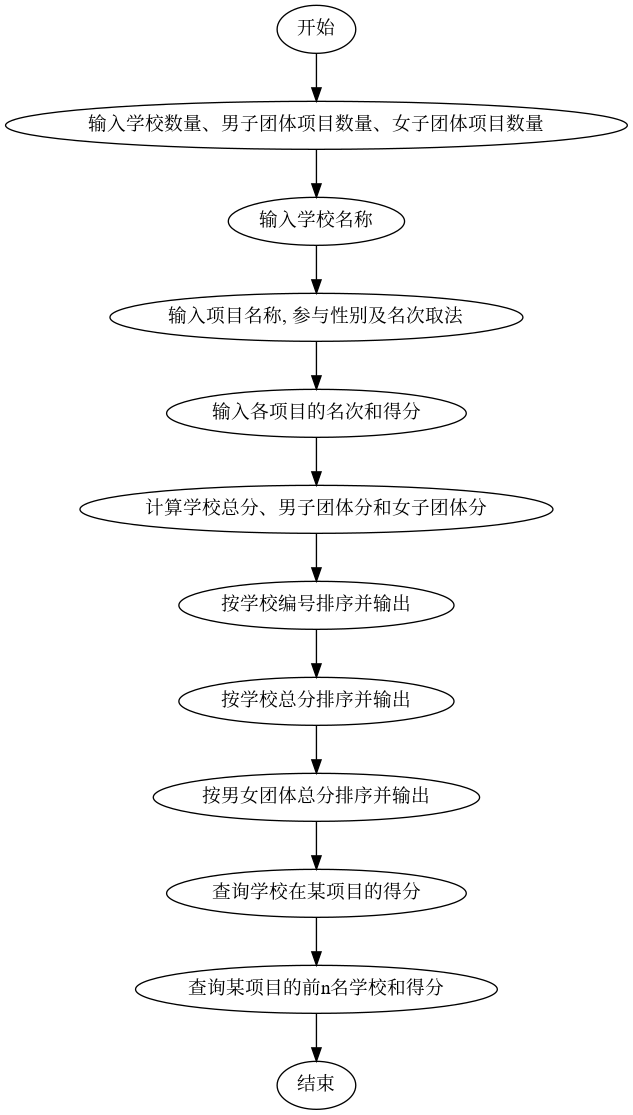 开始
输入学校数量、男子团体项目数量、女子团体项目数量
输入学校名称
输入项目名称, 参与性别及名次取法
输入各项目的名次和得分
计算学校总分、男子团体分和女子团体分
按学校编号排序并输出
按学校总分排序并输出
按男女团体总分排序并输出
查询学校在某项目的得分
查询某项目的前n名学校和得分
结束